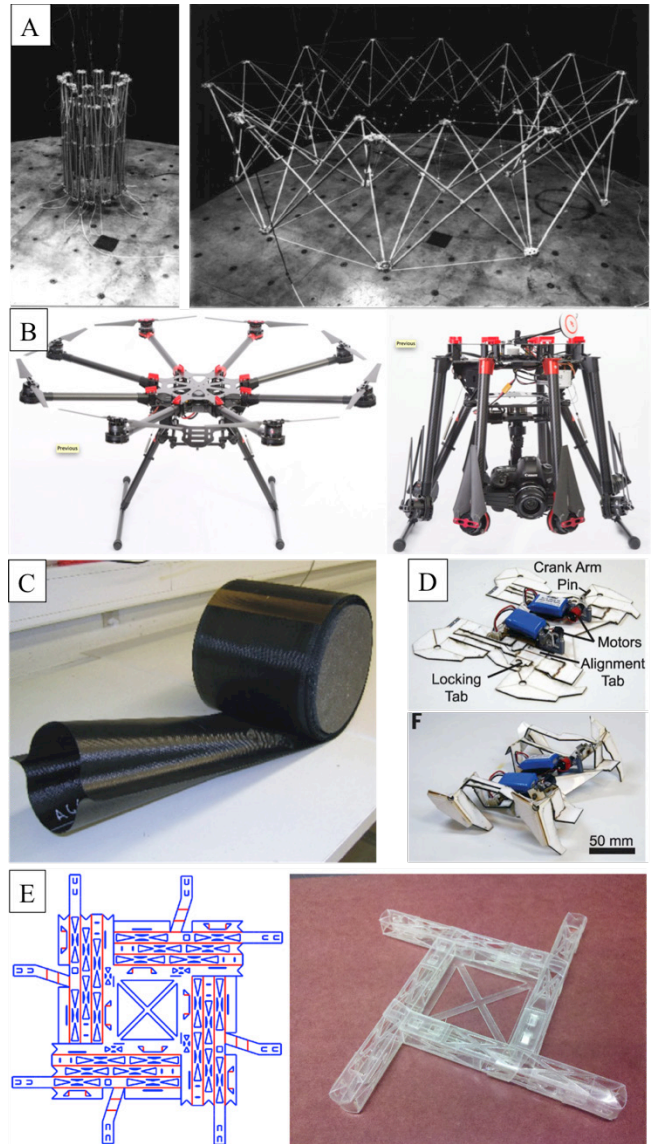 A
B
Previous
Previous
C
D
Crank Arm
Pin
Motors
Alignment
Tab
Locking
Tab
F
50 mm
E